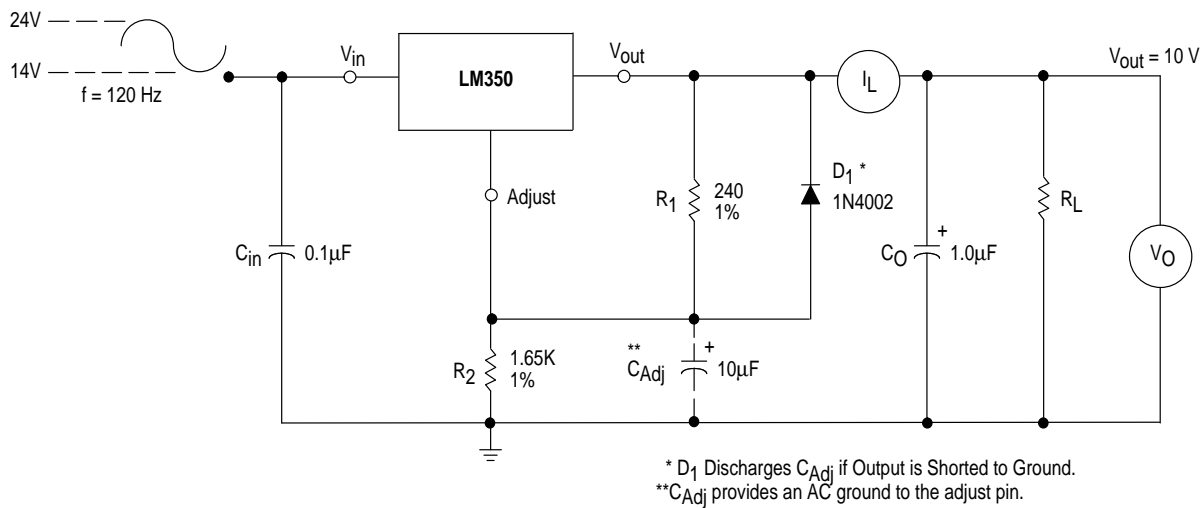 24V
14V
f = 120 Hz
Vin
LM350
Vout
IL
Vout = 10 V
Adjust
R1
240
1%
D1 *
1N4002
Cin
0.1μF
CO
+
1.0μF
RL
VO
R2
1.65K
1%
**
CAdj
+
10μF
* D1 Discharges CAdj if Output is Shorted to Ground.
**CAdj provides an AC ground to the adjust pin.